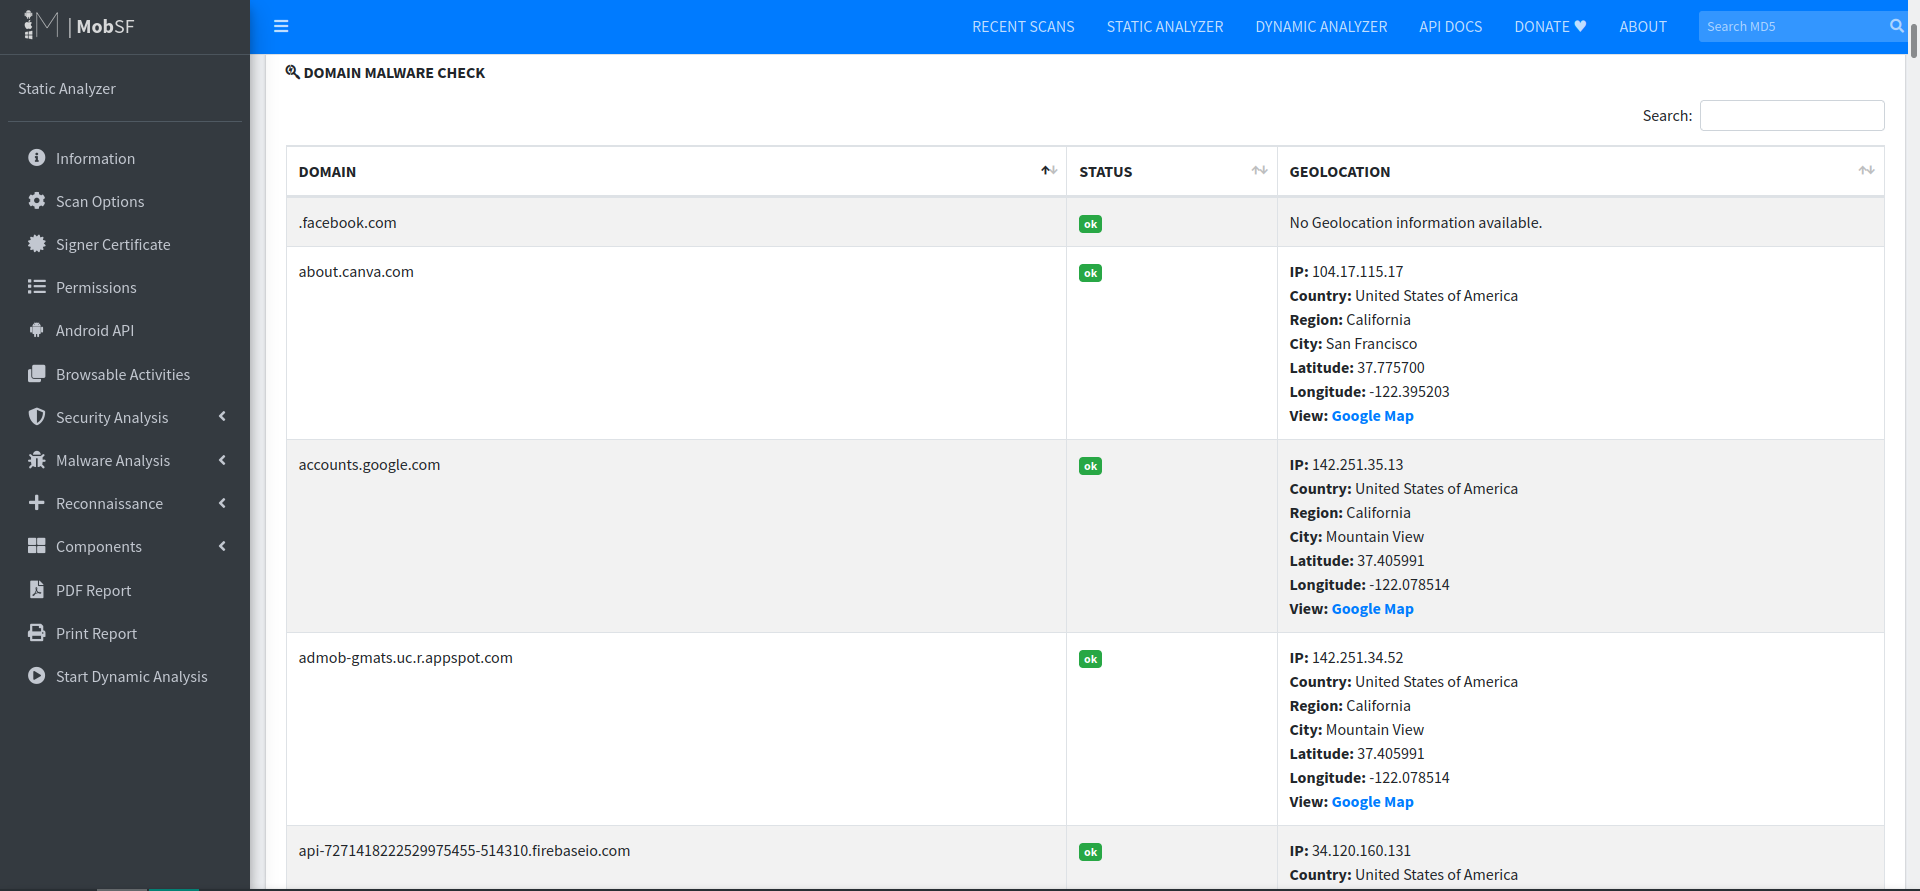 M | MobSF
RECENT SCANS
STATIC ANALYZER
DYNAMIC ANALYZER
API DOCS
DONATE ♥
ABOUT
Search MD5
Static Analyzer
Information
Scan Options
Signer Certificate
Permissions
Android API
Browsable Activities
Security Analysis
Malware Analysis
Reconnaissance
Components
PDF Report
Print Report
Start Dynamic Analysis
DOMAIN MALWARE CHECK
Search:
DOMAIN STATUS GEOLOCATION
.facebook.com ok No Geolocation information available.
about.canva.com ok IP: 104.17.115.17
Country: United States of America
Region: California
City: San Francisco
Latitude: 37.775700
Longitude: -122.395203
View: Google Map
accounts.google.com ok IP: 142.251.35.13
Country: United States of America
Region: California
City: Mountain View
Latitude: 37.405991
Longitude: -122.078514
View: Google Map
admob-gmats.uc.r.appspot.com ok IP: 142.251.34.52
Country: United States of America
Region: California
City: Mountain View
Latitude: 37.405991
Longitude: -122.078514
View: Google Map
api-7271418222529975455-514310.firebaseio.com ok IP: 34.120.160.131
Country: United States of America